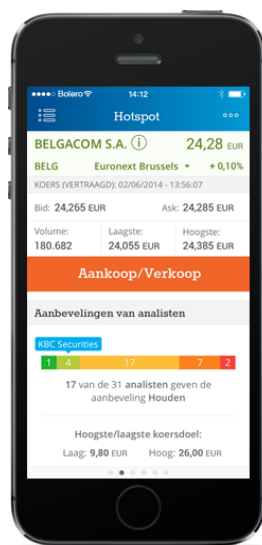 Bolero 14:12
Hotspot
BELGACOM S.A. i 24,28 EUR
BELG Euronext Brussels + 0,10%
KOERS (VERTRAAGD): 02/06/2014 - 13:56:07
Bid: 24,265 EUR Ask: 24,285 EUR
Volume: Laagste: Hoogste:
180.682 24,055 EUR 24,385 EUR
Aankoop/Verkoop
Aanbevelingen van analisten
KBC Securities
1 4 17 7 2
17 van de 31 analisten geven de
aanbeveling Houden
Hoogste/laagste koersdoel:
Laag: 9,80 EUR Hoog: 26,00 EUR